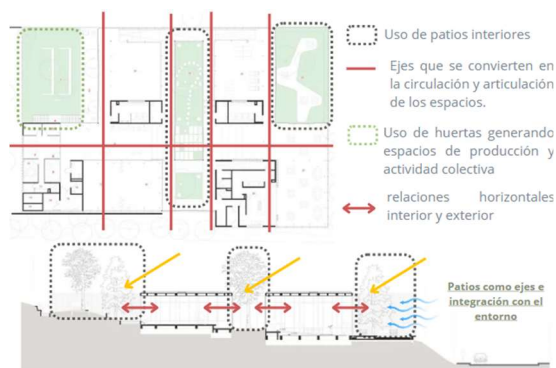 Uso de patios interiores
Ejes que se convierten en
la circulación y articulación
de los espacios.
Uso de huertas generando
espacios de producción y
actividad colectiva
relaciones horizontales
interior y exterior
Patios como ejes e
integración con el
entorno